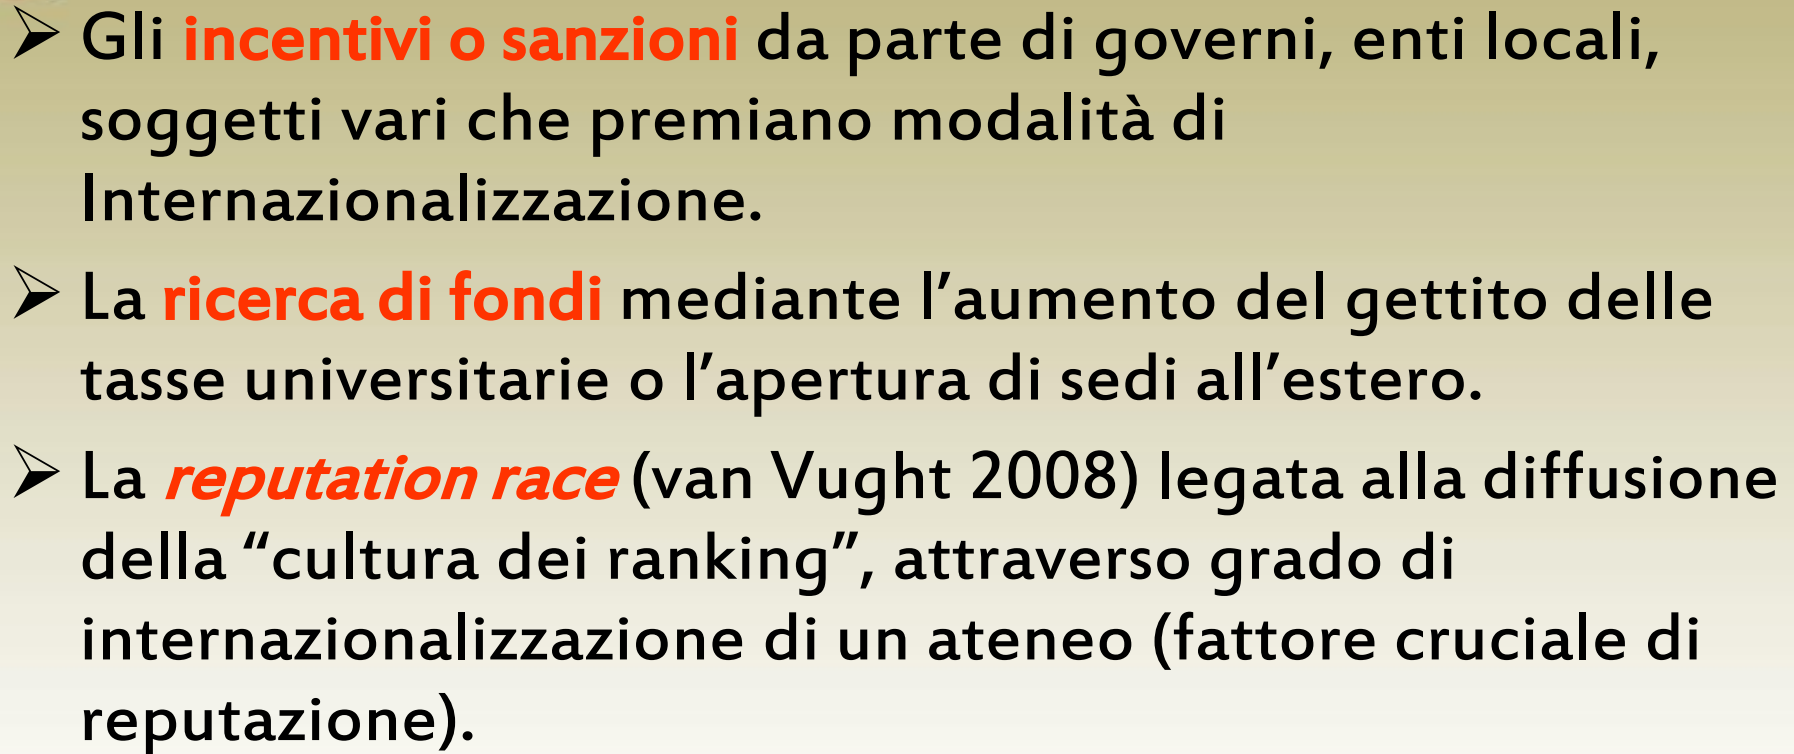 ➢ Gli incentivi o sanzioni da parte di governi, enti locali,
soggetti vari che premiano modalità di
Internazionalizzazione.
➢ La ricerca di fondi mediante l’aumento del gettito delle
tasse universitarie o l’apertura di sedi all’estero.
➢ La reputation race (van Vught 2008) legata alla diffusione
della “cultura dei ranking”, attraverso grado di
internazionalizzazione di un ateneo (fattore cruciale di
reputazione).